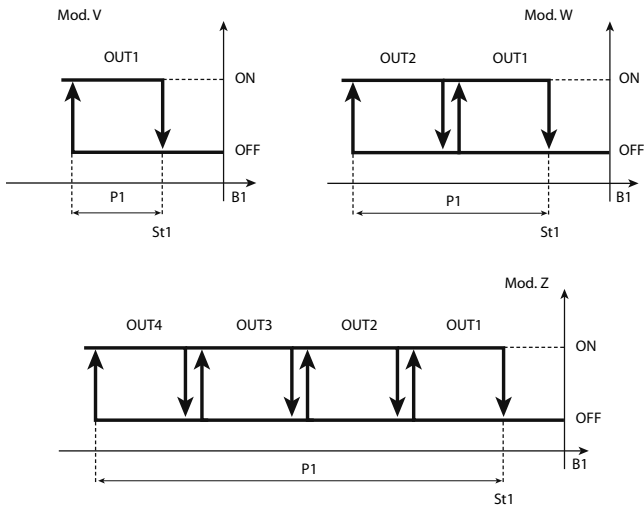 Mod. V
OUT1
ON
OFF
P1
B1
St1
Mod. W
OUT2 OUT1
ON
OFF
P1
B1
St1
Mod. Z
OUT4 OUT3 OUT2 OUT1
ON
OFF
P1
B1
St1